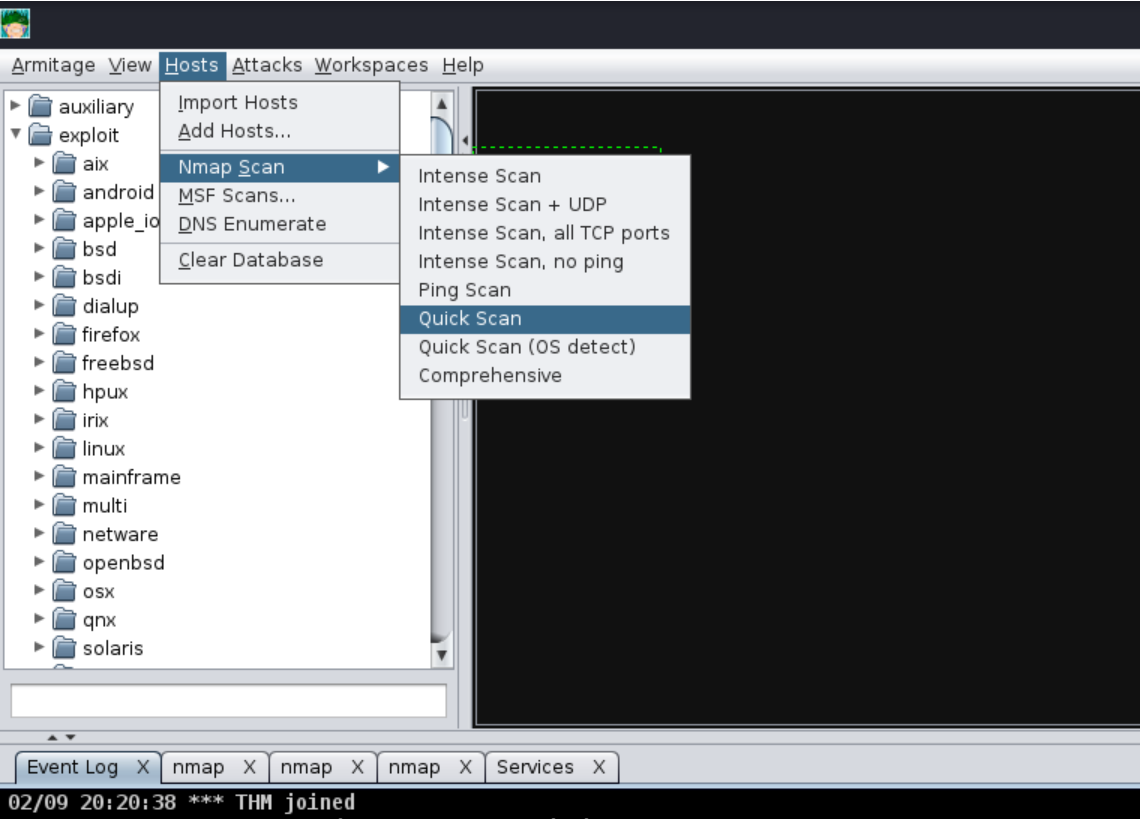 Armitage View Hosts Attacks Workspaces Help
auxiliary
exploit
aix
android
apple_io
bsd
bsdi
dialup
firefox
freebsd
hpux
irix
linux
mainframe
multi
netware
openbsd
osx
qnx
solaris
Import Hosts
Add Hosts...
Nmap Scan
MSF Scans...
DNS Enumerate
Clear Database
Intense Scan
Intense Scan + UDP
Intense Scan, all TCP ports
Intense Scan, no ping
Ping Scan
Quick Scan
Quick Scan (OS detect)
Comprehensive
Event Log X nmap X nmap X nmap X Services X
02/09 20:20:38 *** THM joined